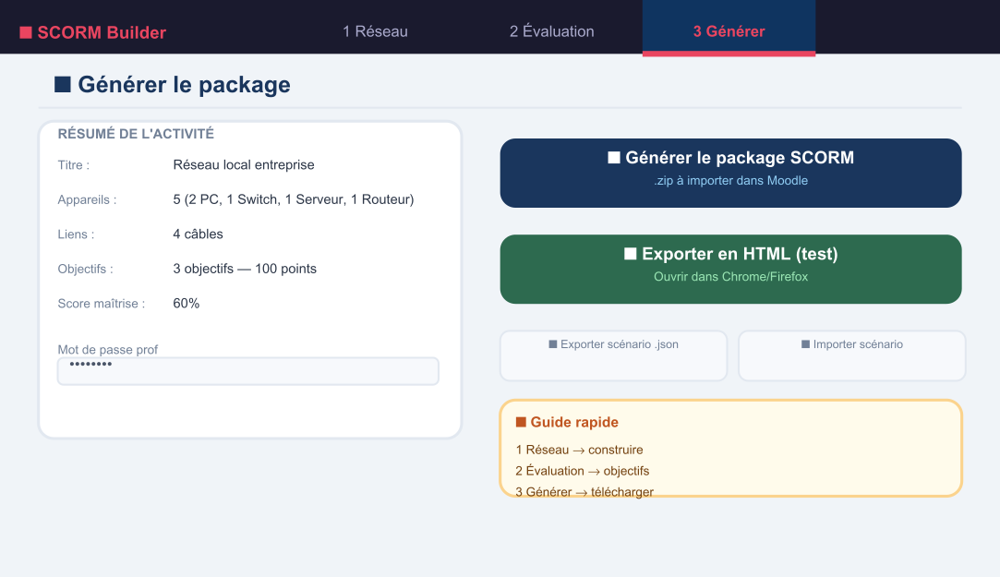 ■ SCORM Builder
1 Réseau
2 Évaluation
3 Générer
■ Générer le package
RÉSUMÉ DE L'ACTIVITÉ
Titre : Réseau local entreprise
Appareils : 5 (2 PC, 1 Switch, 1 Serveur, 1 Routeur)
Liens : 4 câbles
Objectifs : 3 objectifs — 100 points
Score maîtrise : 60%
Mot de passe prof
••••••••
■ Générer le package SCORM
.zip à importer dans Moodle
■ Exporter en HTML (test)
Ouvrir dans Chrome/Firefox
■ Exporter scénario .json
■ Importer scénario
■ Guide rapide
1 Réseau → construire
2 Évaluation → objectifs
3 Générer → télécharger